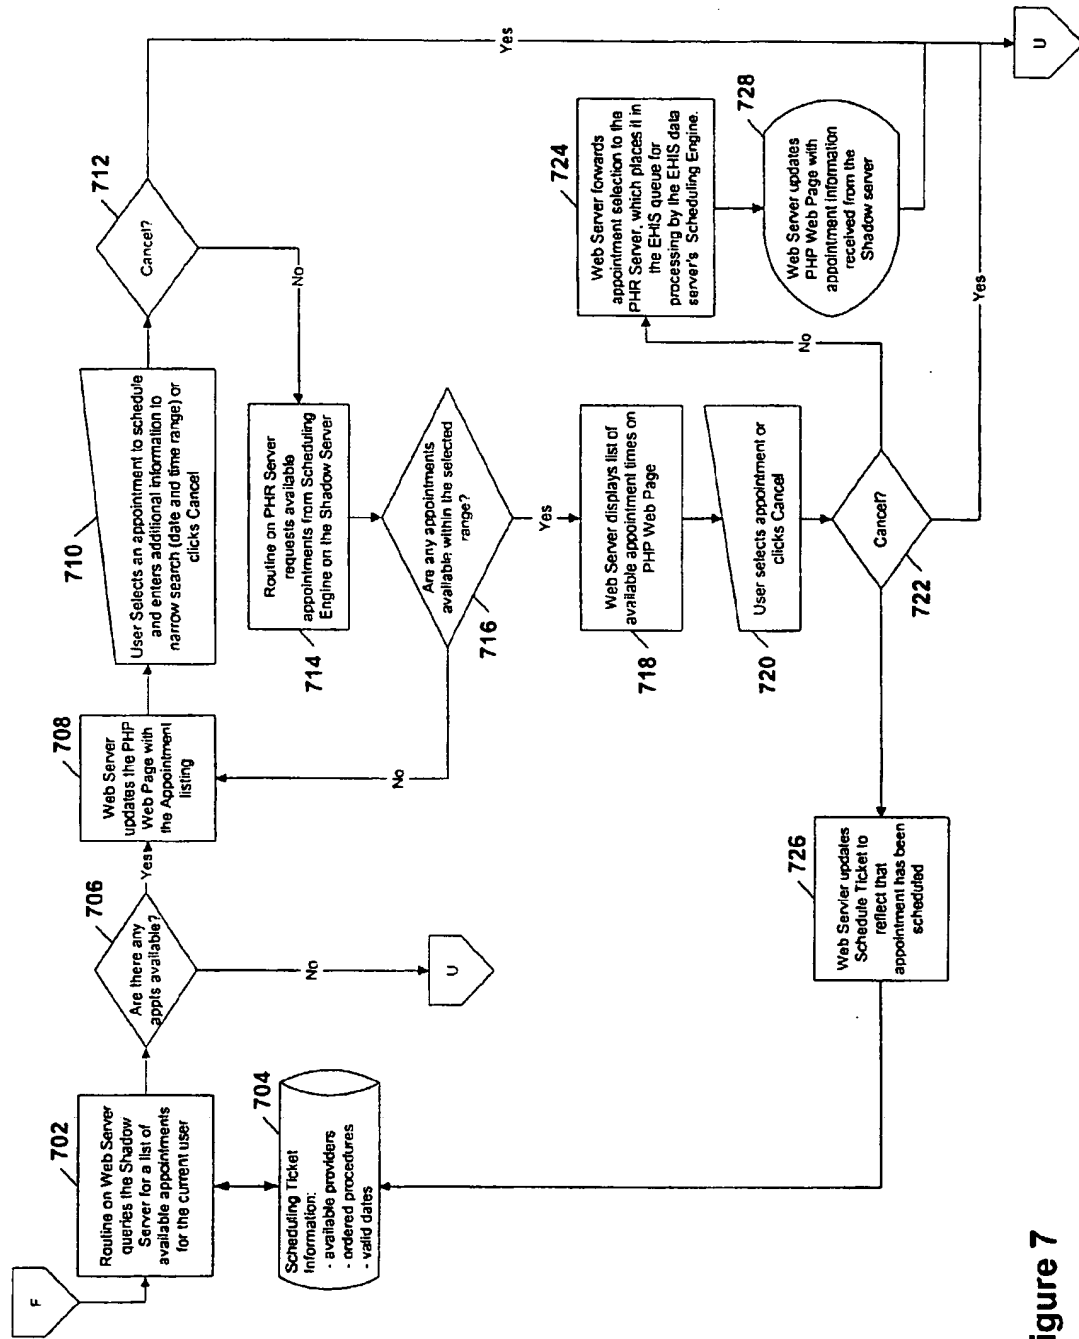 F
702
Routine on Web Server
queries the Shadow
Server for a list of
available appointments
for the current user
704
Scheduling Ticket
Information:
- available providers
- ordered procedures
- valid dates
706
Are there any
appts available?
Yes
No
U
708
Web Server
updates the PHP
Web Page with
the Appointment
listing
710
User Selects an appointment to schedule
and enters additional information to
narrow search (date and time range) or
clicks Cancel
712
Cancel?
Yes
No
714
Routine on PHR Server
requests available
appointments from Scheduling
Engine on the Shadow Server
716
Are any appointments
available within the selected
range?
No
Yes
718
Web Server displays list of
available appointment times on
PHP Web Page
720
User selects appointment or
clicks Cancel
722
Cancel?
No
Yes
724
Web Server forwards
appointment selection to the
PHR Server, which places it in
the EHIS queue for
processing by the EHIS data
server's Scheduling Engine.
726
Web Servier updates
Schedule Ticket to
reflect that
appointment has been
scheduled
728
Web Server updates
PHP Web Page with
appointment information
received from the
Shadow server
U
igure 7